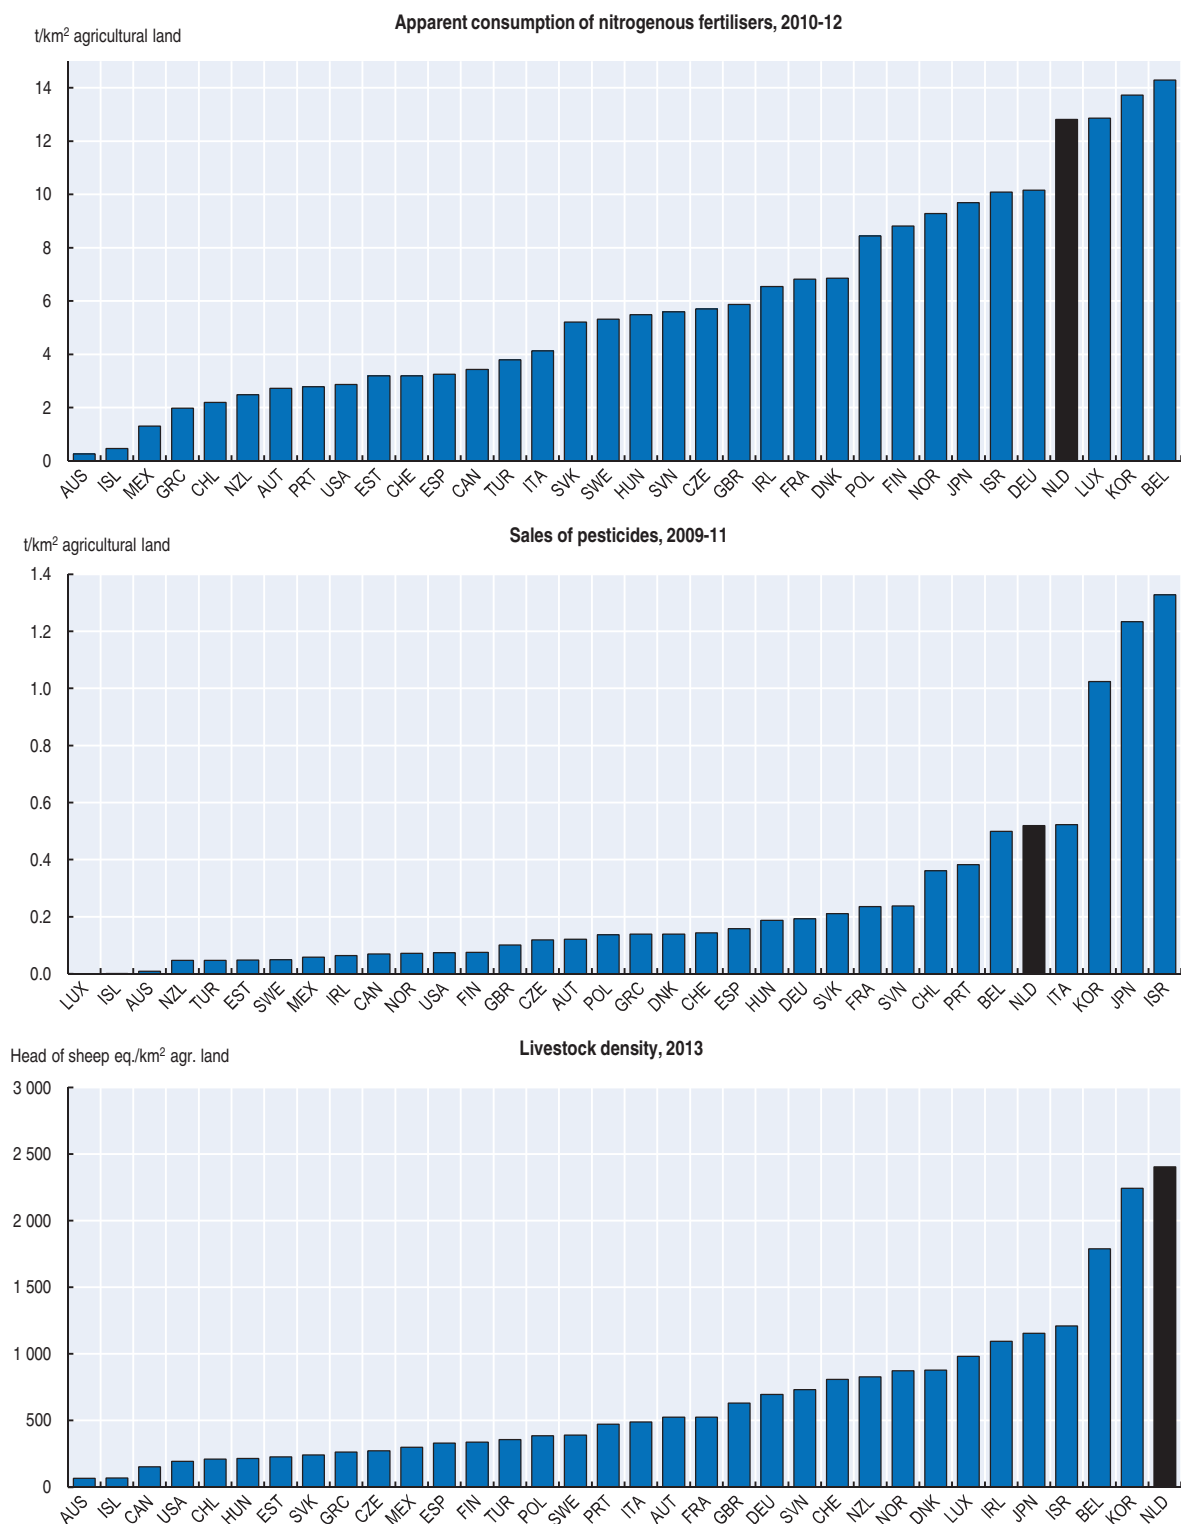 Apparent consumption of nitrogenous fertilisers, 2010-12
t/km² agricultural land
14
12
10
8
6
4
2
0
AUS ISL MEX GRC CHL NZL AUT PRT USA EST CHE ESP CAN TUR ITA SVK SWE HUN SVN CZE GBR IRL FRA DNK POL FIN NOR JPN ISR DEU NLD LUX KOR BEL
Sales of pesticides, 2009-11
t/km² agricultural land
1.4
1.2
1.0
0.8
0.6
0.4
0.2
0.0
LUX ISL AUS NZL TUR EST SWE MEX IRL CAN NOR USA FIN GBR CZE AUT POL GRC DNK CHE ESP HUN DEU SVK FRA SVN CHL PRT BEL NLD ITA KOR JPN ISR
Livestock density, 2013
Head of sheep eq./km² agr. land
3 000
2 500
2 000
1 500
1 000
500
0
AUS ISL CAN USA CHL HUN EST SVK GRC CZE MEX ESP FIN TUR POL SWE PRT ITA AUT FRA GBR DEU SVN CHE NZL NOR DNK LUX IRL JPN ISR BEL KOR NLD